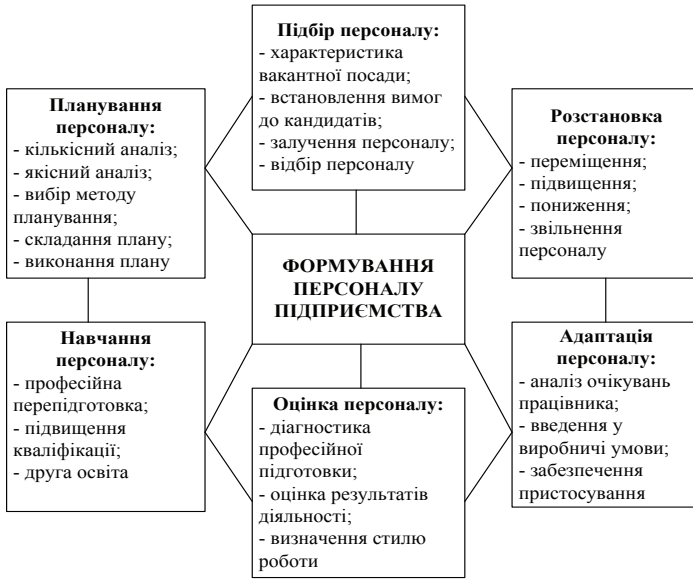 Підбір персоналу:
- характеристика
вакантної посади;
- встановлення вимог
до кандидатів;
- залучення персоналу;
- відбір персоналу
Планування
персоналу:
- кількісний аналіз;
- якісний аналіз;
- вибір методу
планування;
- складання плану;
- виконання плану
Розстановка
персоналу:
- переміщення;
- підвищення;
- пониження;
- звільнення
персоналу
ФОРМУВАННЯ
ПЕРСОНАЛУ
ПІДПРИЄМСТВА
Навчання
персоналу:
- професійна
перепідготовка;
- підвищення
кваліфікації;
- друга освіта
Оцінка персоналу:
- діагностика
професійної
підготовки;
- оцінка результатів
діяльності;
- визначення стилю
роботи
Адаптація
персоналу:
- аналіз очікувань
працівника;
- введення у
виробничі умови;
- забезпечення
пристосування